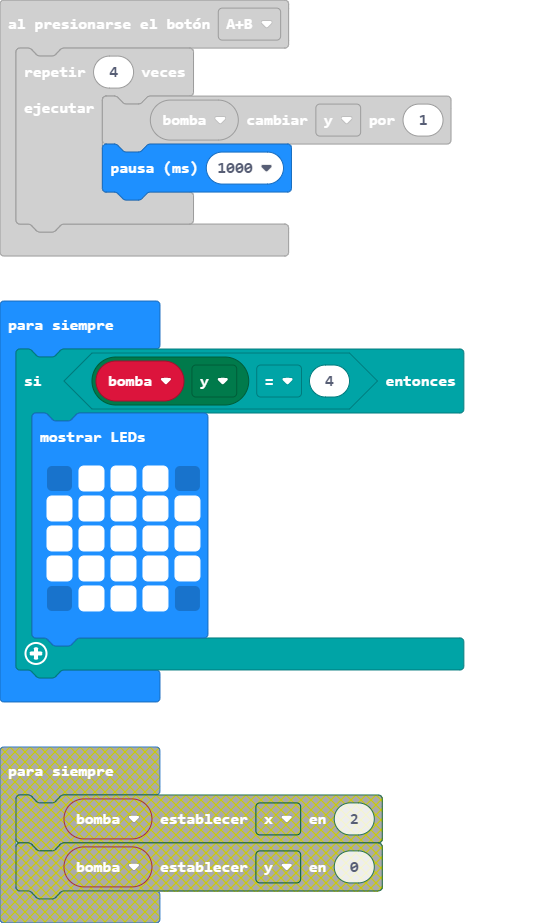 al presionarse el botón A+B
repetir 4 veces
ejecutar
bomba cambiar y por 1
pausa (ms) 1000
para siempre
si bomba y = 4 entonces
mostrar LEDs
para siempre
bomba establecer x en 2
bomba establecer y en 0